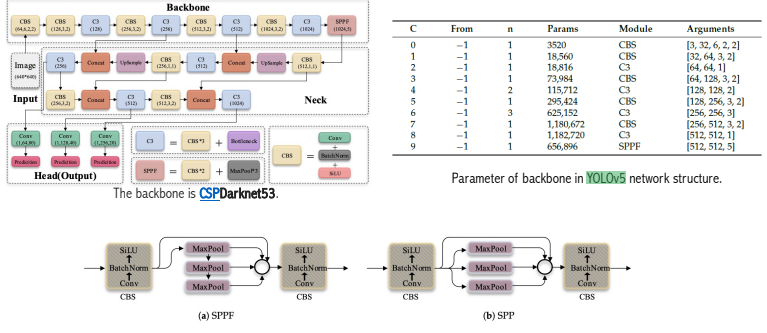 Backbone
CBS (64,6,2,2) CBS (128,3,2) C3 (128) CBS (256,3,2) C3 (256) CBS (512,3,2) C3 (512) CBS (1024,3,2) C3 (1024) SPPF (1024,5)
Image (640*640)
Input
C3 (256) Concat UpSample CBS (256,1,1) C3 (512) Concat UpSample CBS (512,1,1)
CBS (256,3,2) C3 (512) CBS (512,3,2) Concat C3 (1024)
Neck
Conv (1,64,80) Conv (1,128,40) Conv (1,256,20)
Prediction Prediction Prediction
Head(Output)
C3 = CBS *3 + Bottleneck
SPPF = CBS*2 + MaxPool*3
CBS = Conv + BatchNorm + SiLU
The backbone is CSPDarknet53.
C From n Params Module Arguments
0 −1 1 3520 CBS [3, 32, 6, 2, 2]
1 −1 1 18,560 CBS [32, 64, 3, 2]
2 −1 1 18,816 C3 [64, 64, 1]
3 −1 1 73,984 CBS [64, 128, 3, 2]
4 −1 2 115,712 C3 [128, 128, 2]
5 −1 1 295,424 CBS [128, 256, 3, 2]
6 −1 3 625,152 C3 [256, 256, 3]
7 −1 1 1,180,672 CBS [256, 512, 3, 2]
8 −1 1 1,182,720 C3 [512, 512, 1]
9 −1 1 656,896 SPPF [512, 512, 5]
Parameter of backbone in YOLOv5 network structure.
SiLU BatchNorm Conv
CBS
MaxPool
MaxPool
MaxPool
SiLU BatchNorm Conv
CBS
(a) SPPF
SiLU BatchNorm Conv
CBS
MaxPool
MaxPool
MaxPool
SiLU BatchNorm Conv
CBS
(b) SPP